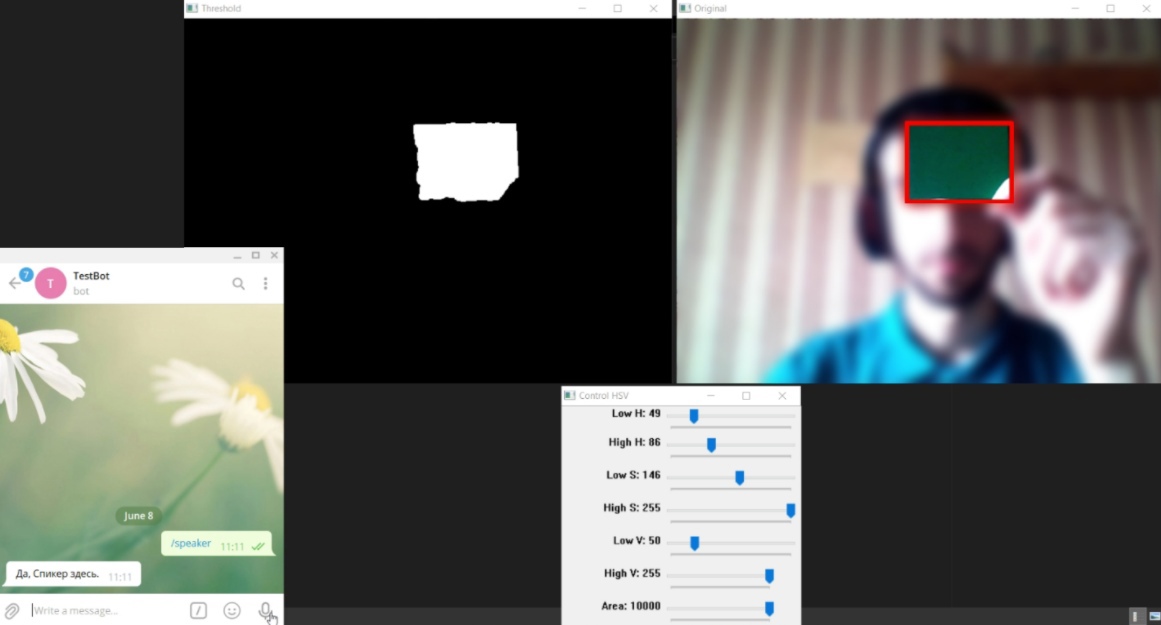 Threshold
Original
7
T
TestBot
bot
June 8
/speaker 11:11
Да, Спикер здесь. 11:11
Write a message...
Control HSV
Low H: 49
High H: 86
Low S: 146
High S: 255
Low V: 50
High V: 255
Area: 10000